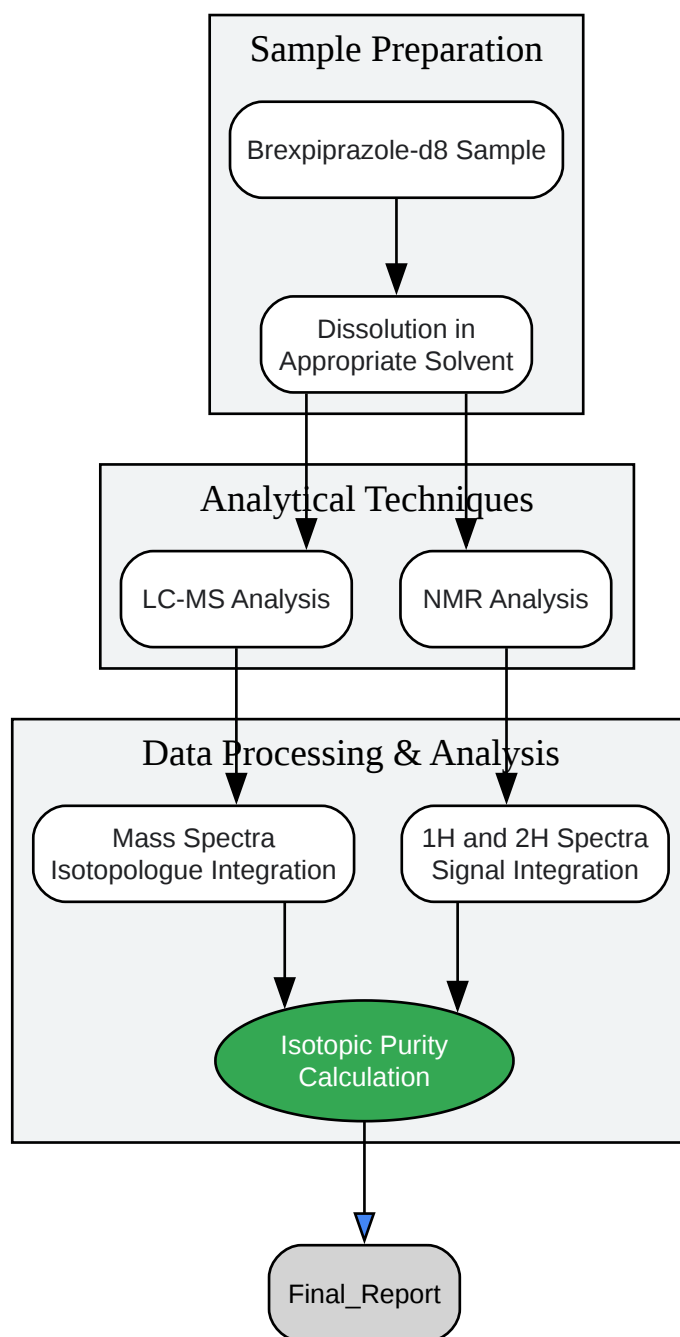 Sample Preparation
Brexpiprazole-d8 Sample
Dissolution in
Appropriate Solvent
Analytical Techniques
LC-MS Analysis
NMR Analysis
Data Processing & Analysis
Mass Spectra
Isotopologue Integration
1H and 2H Spectra
Signal Integration
Isotopic Purity
Calculation
Final_Report